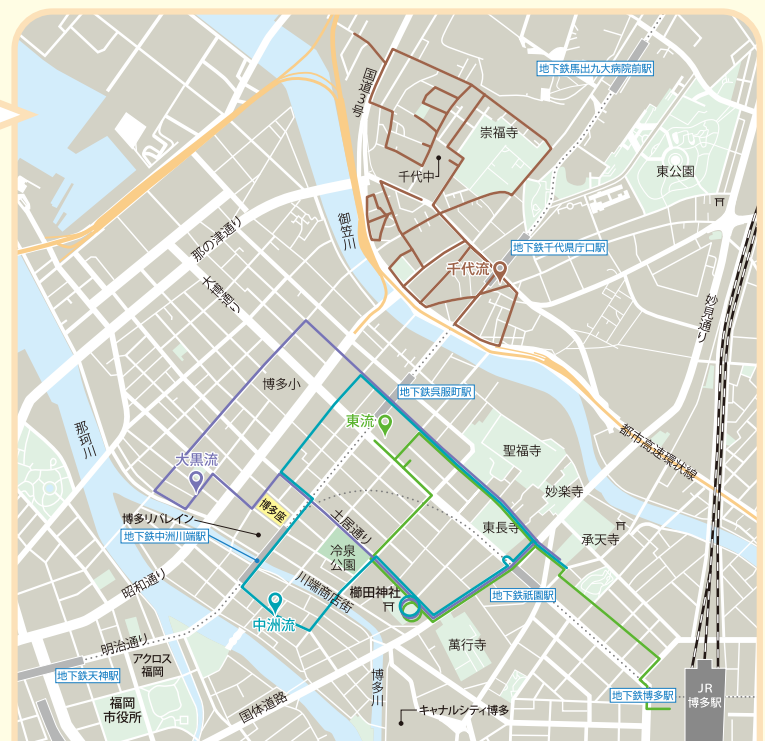 地下鉄馬出九大病院前駅
国道3号
崇福寺
千代中
東公園
御笠川
那の津通り
地下鉄千代県庁口駅
千代流
大博通り
妙見通り
博多小
地下鉄呉服町駅
東流
那珂川
都市高速環状線
聖福寺
大黒流
妙楽寺
博多座
博多リバレイン
土居通り
東長寺
承天寺
地下鉄中洲川端駅
冷泉
公園
昭和通り
川端商店街
櫛田神社
地下鉄祇園駅
中洲流
明治通り
萬行寺
アクロス
福岡
地下鉄天神駅
博多川
JR
博多駅
地下鉄博多駅
福岡
市役所
国体道路
キャナルシティ博多